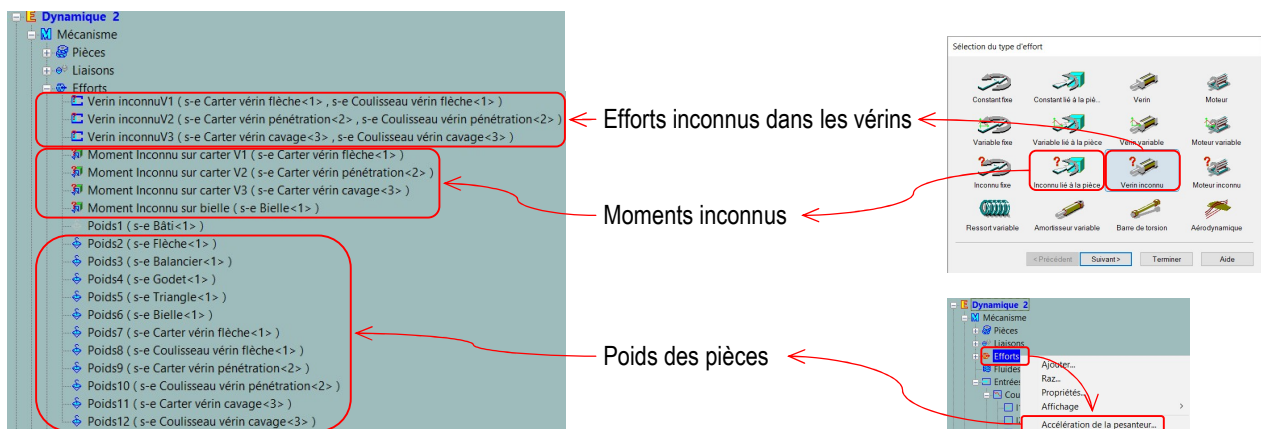 Dynamique 2
Mécanisme
Pièces
Liaisons
Efforts
Verin inconnuV1 ( s-e Carter vérin flèche<1> , s-e Coulisseau vérin flèche<1> )
Verin inconnuV2 ( s-e Carter vérin pénétration<2> , s-e Coulisseau vérin pénétration<2> )
Verin inconnuV3 ( s-e Carter vérin cavage<3> , s-e Coulisseau vérin cavage<3> )
Moment Inconnu sur carter V1 ( s-e Carter vérin flèche<1> )
Moment Inconnu sur carter V2 ( s-e Carter vérin pénétration<2> )
Moment Inconnu sur carter V3 ( s-e Carter vérin cavage<3> )
Moment Inconnu sur bielle ( s-e Bielle<1> )
Poids1 ( s-e Bâti<1> )
Poids2 ( s-e Flèche<1> )
Poids3 ( s-e Balancier<1> )
Poids4 ( s-e Godet<1> )
Poids5 ( s-e Triangle<1> )
Poids6 ( s-e Bielle<1> )
Poids7 ( s-e Carter vérin flèche<1> )
Poids8 ( s-e Coulisseau vérin flèche<1> )
Poids9 ( s-e Carter vérin pénétration<2> )
Poids10 ( s-e Coulisseau vérin pénétration<2> )
Poids11 ( s-e Carter vérin cavage<3> )
Poids12 ( s-e Coulisseau vérin cavage<3> )
Efforts inconnus dans les vérins
Moments inconnus
Poids des pièces
Sélection du type d'effort
Constant fixe Constant lié à la piè.. Verin Moteur
Variable fixe Variable lié à la pièce Verin variable Moteur variable
Inconnu fixe Inconnu lié à la pièce Verin inconnu Moteur inconnu
Ressort variable Amortisseur variable Barre de torsion Aérodynamique
< Précédent Suivant > Terminer Aide
Dynamique 2
Mécanisme
Pièces
Liaisons
Efforts
Fluides
Entrées
Cou
Ajouter...
Raz...
Propriétés...
Affichage >
Accélération de la pesanteur...